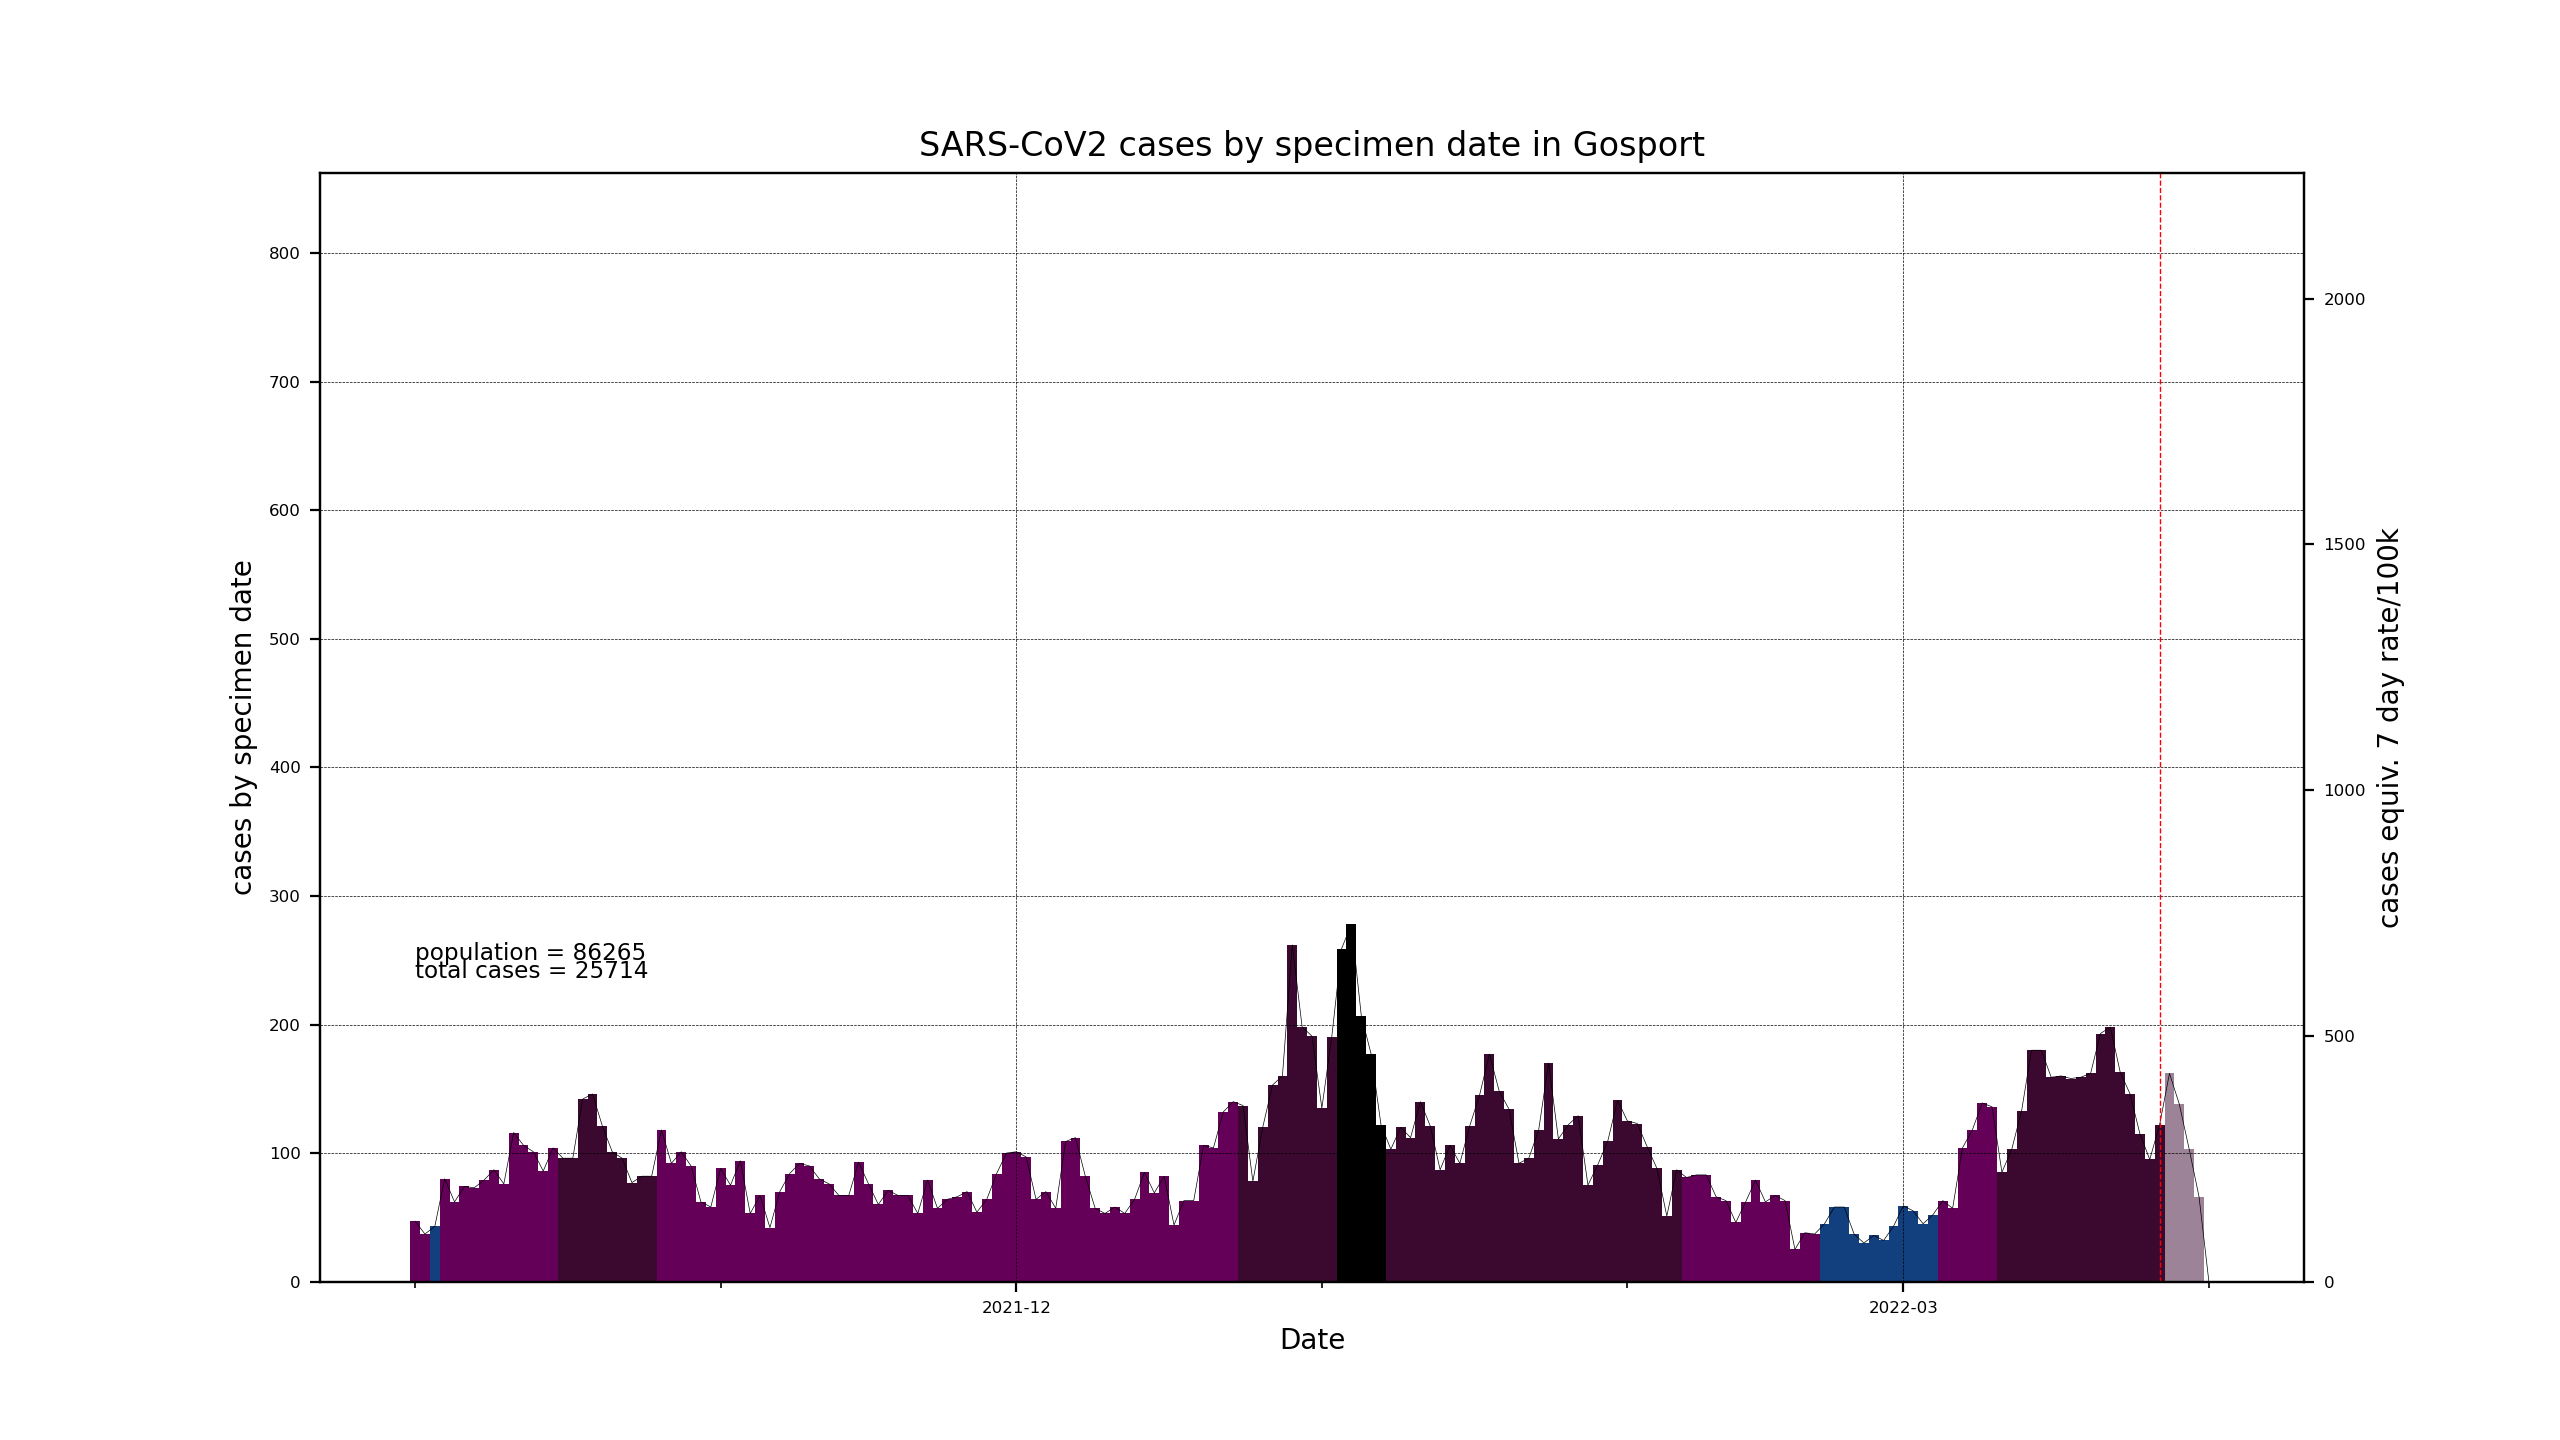 SARS-CoV2 cases by specimen date in Gosport
cases by specimen date
800
700
600
500
400
300
200
100
0
population = 86265
total cases = 25714
2021-12
2022-03
Date
2000
1500
1000
500
0
cases equiv. 7 day rate/100k